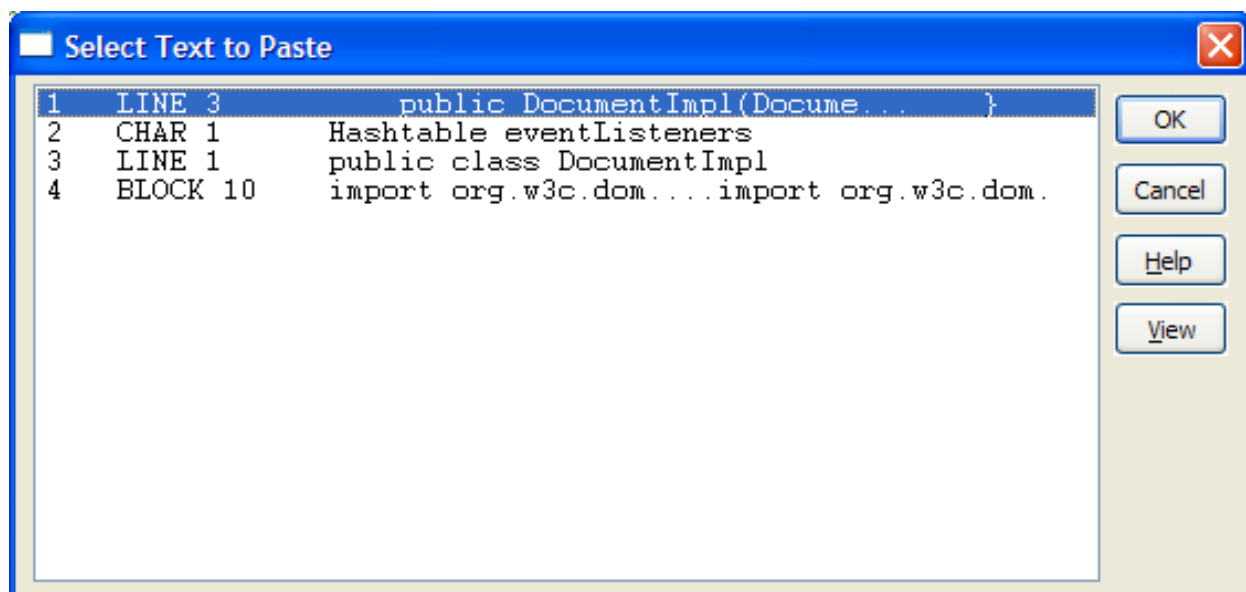 Select Text to Paste
1 LINE 3 public DocumentImpl(Docume... }
2 CHAR 1 Hashtable eventListeners
3 LINE 1 public class DocumentImpl
4 BLOCK 10 import org.w3c.dom....import org.w3c.dom.
OK
Cancel
Help
View